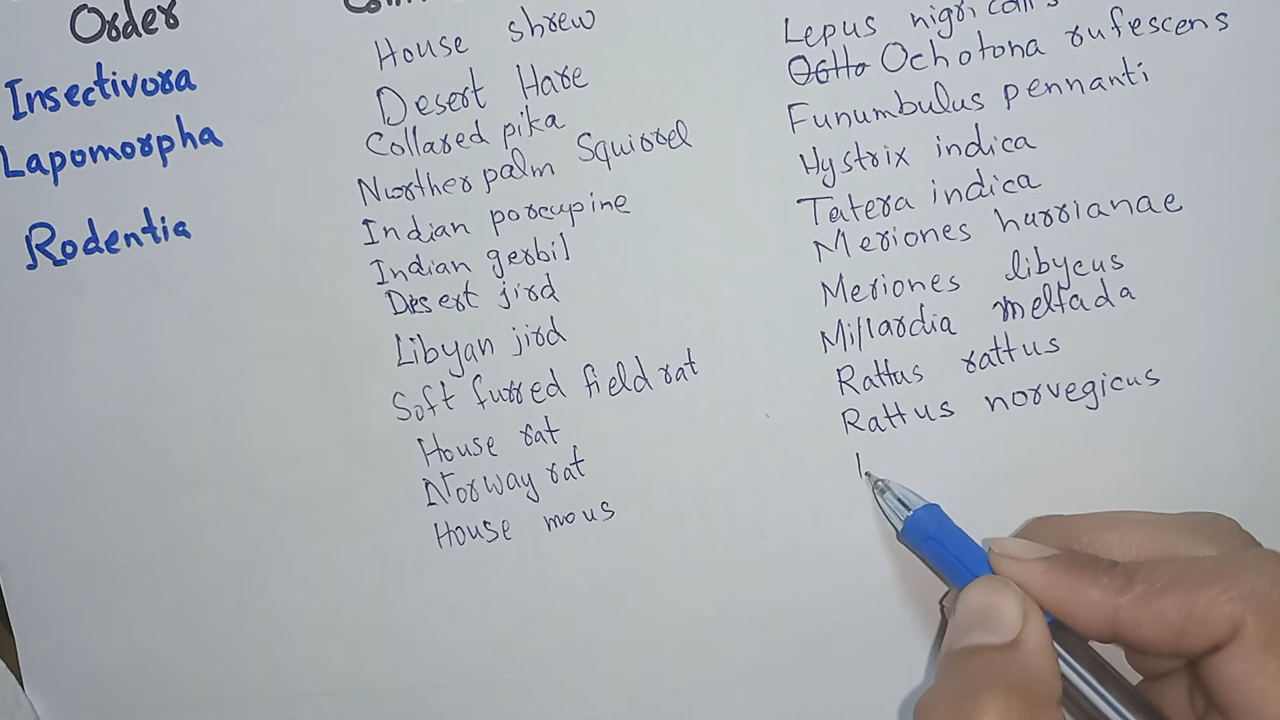 Order
Insectivora
Lapomorpha
Rodentia
House shrew
Desert Hare
Collared pika
Norther palm Squirrel
Indian porcupine
Indian gerbil
Desert jird
Libyan jird
Soft furred field rat
House rat
Norway rat
House mous
Lepus
Ochotona rufescens
Funumbulus pennanti
Hystrix indica
Tatera indica
Meriones hurrianae
Meriones libycus
Millardia meltada
Rattus rattus
Rattus norvegicus